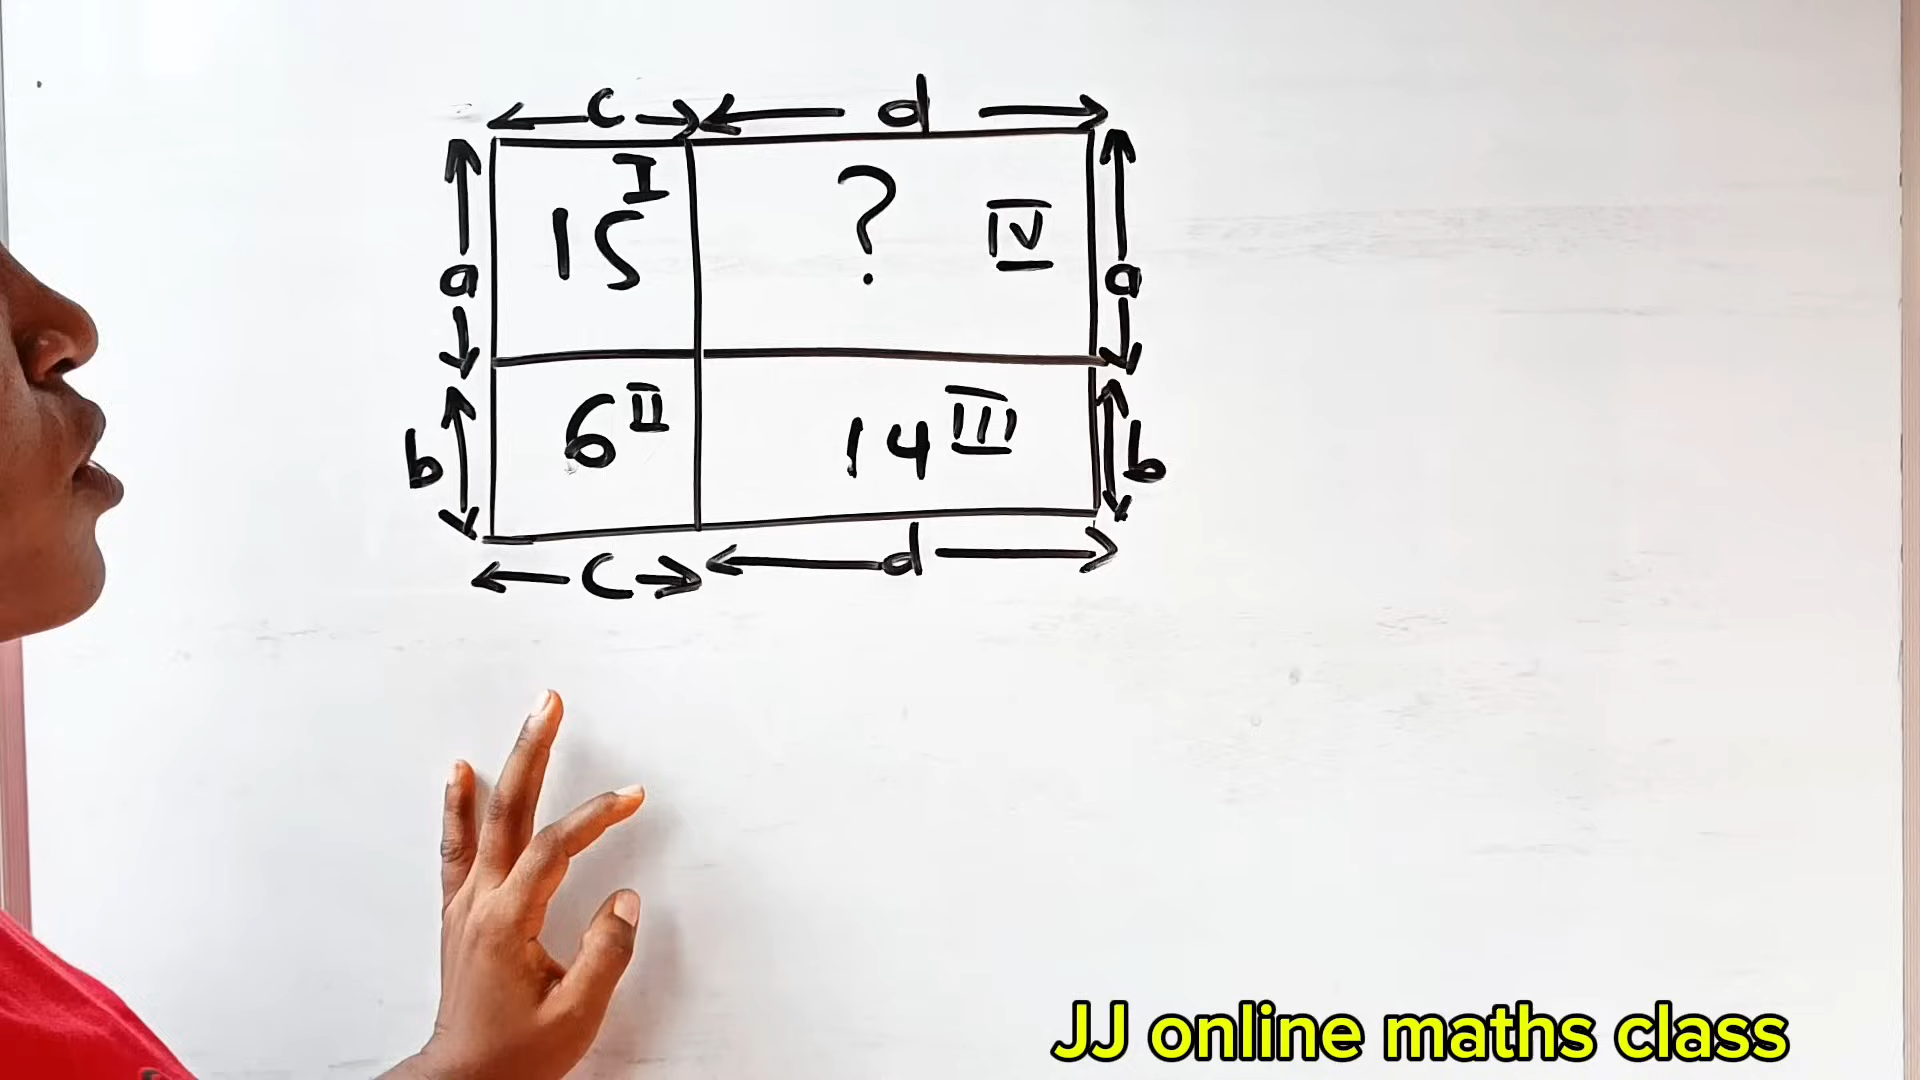 c d
I
15 ? IV
a a
6 II 14 III
b b
c d
JJ online maths class